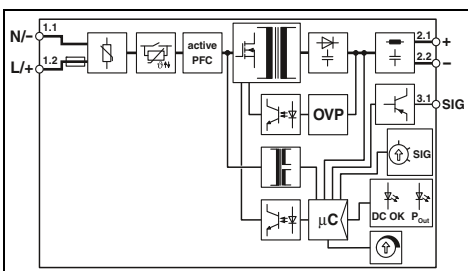 N/- 1.1
L/+ 1.2
active
PFC
2.1 +
2.2 −
3.1 SIG
OVP
SIG
µC
DC OK P Out
ϑ